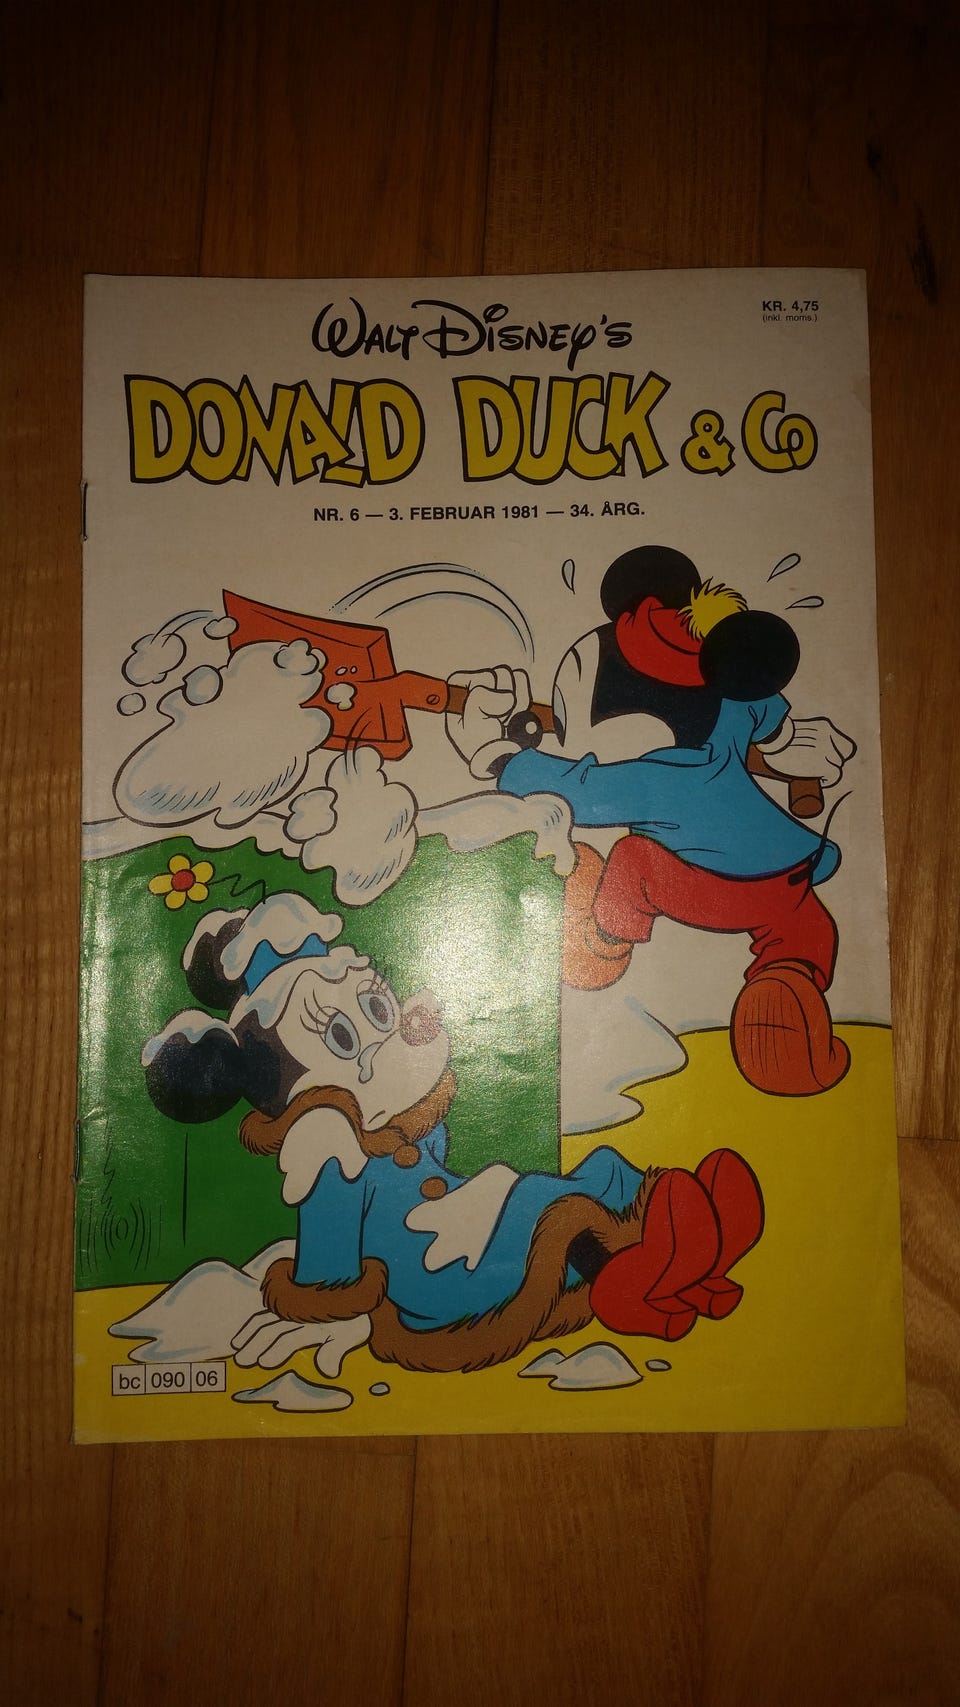 WALT DISNEY'S
KR. 4,75
(inkl. moms.)
DONALD DUCK & CO
NR. 6 — 3. FEBRUAR 1981 — 34. ÅRG.
bc 090 06